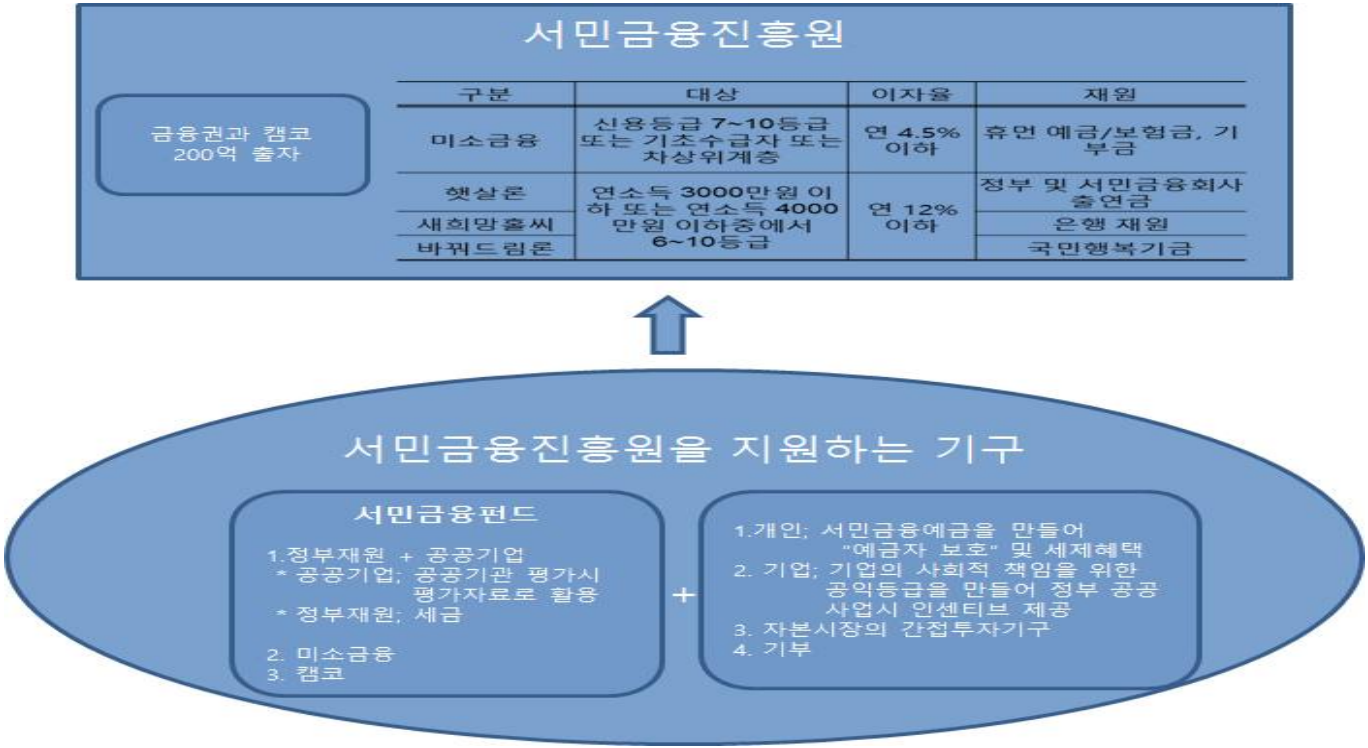 서민금융진흥원
금융권과 캠코
200억 출자
구분 대상 이자율 재원
미소금융
신용등급 7~10등급
또는 기초수급자 또는
차상위계층
연 4.5%
이하
휴먼 예금/보험금, 기
부금
햇살론
새희망홀씨
바꿔드림론
연소득 3000만원 이
하 또는 연소득 4000
만원 이하중에서
6~10등급
연 12%
이하
정부 및 서민금융회사
출연금
은행 재원
국민행복기금
서민금융진흥원을 지원하는 기구
서민금융펀드
1.정부재원 + 공공기업
* 공공기업; 공공기관 평가시
평가자료로 활용
* 정부재원; 세금
2. 미소금융
3. 캠코
+
1.개인; 서민금융예금을 만들어
"예금자 보호" 및 세제혜택
2. 기업; 기업의 사회적 책임을 위한
공익등급을 만들어 정부 공공
사업시 인센티브 제공
3. 자본시장의 간접투자기구
4. 기부